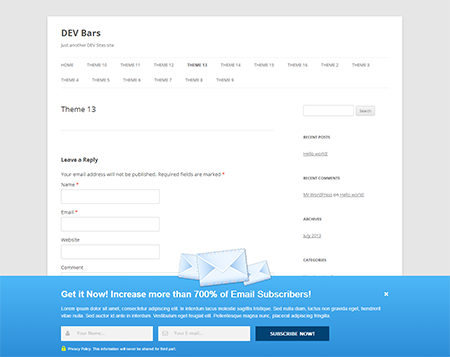 DEV Bars
Just another DEV Sites site
HOME THEME 10 THEME 11 THEME 12 THEME 13 THEME 14 THEME 15 THEME 16 THEME 2 THEME 3
THEME 4 THEME 5 THEME 6 THEME 7 THEME 8 THEME 9
Theme 13
Search
RECENT POSTS
Hello world!
Leave a Reply
Your email address will not be published. Required fields are marked *
RECENT COMMENTS
Name *
Mr WordPress on Hello world!
Email *
ARCHIVES
July 2013
Website
CATEGORIES
Comment
Get it Now! Increase more than 700% of Email Subscribers!
Lorem ipsum dolor sit amet, consectetur adipiscing elit. In interdum lacus molestie sagittis tristique. Sed nulla dum, luctus non gravida eget, hendrerit
vitae nunc. Sed auctor id ante in interdum. Vestibulum eget feugiat elit. Pellentesque magna nunc, placerat adipiscing fringilla
Your Name... Your E-mail... SUBSCRIBE NOW!
Privacy Policy. This information will never be shared for third part.